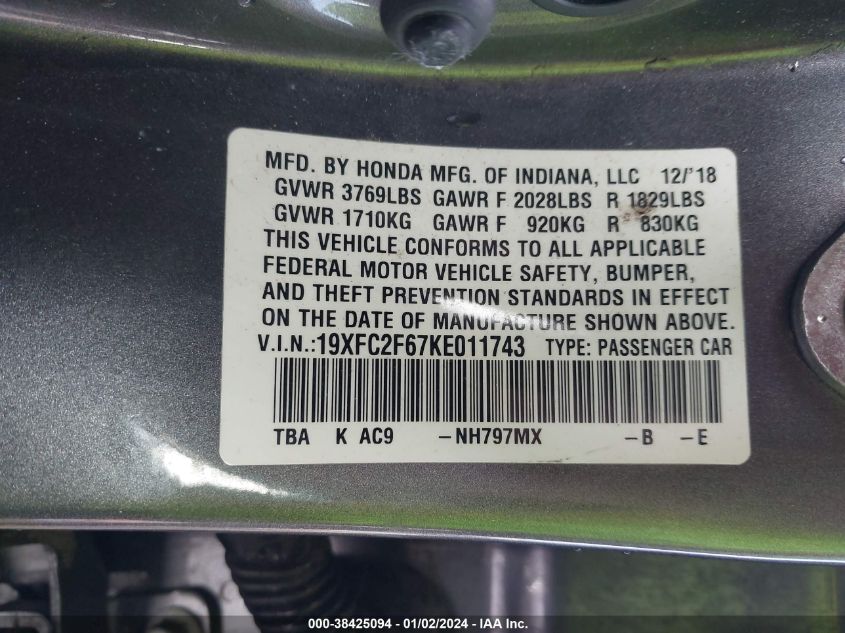 MFD. BY HONDA MFG. OF INDIANA, LLC 12/'18
GVWR 3769LBS GAWR F 2028LBS R 1829LBS
GVWR 1710KG GAWR F 920KG R 830KG
THIS VEHICLE CONFORMS TO ALL APPLICABLE
FEDERAL MOTOR VEHICLE SAFETY, BUMPER,
AND THEFT PREVENTION STANDARDS IN EFFECT
ON THE DATE OF MANUFACTURE SHOWN ABOVE.
V.I.N.:19XFC2F67KE011743 TYPE: PASSENGER CAR
TBA K AC9 -NH797MX -B -E
000-38425094 - 01/02/2024 - IAA Inc.